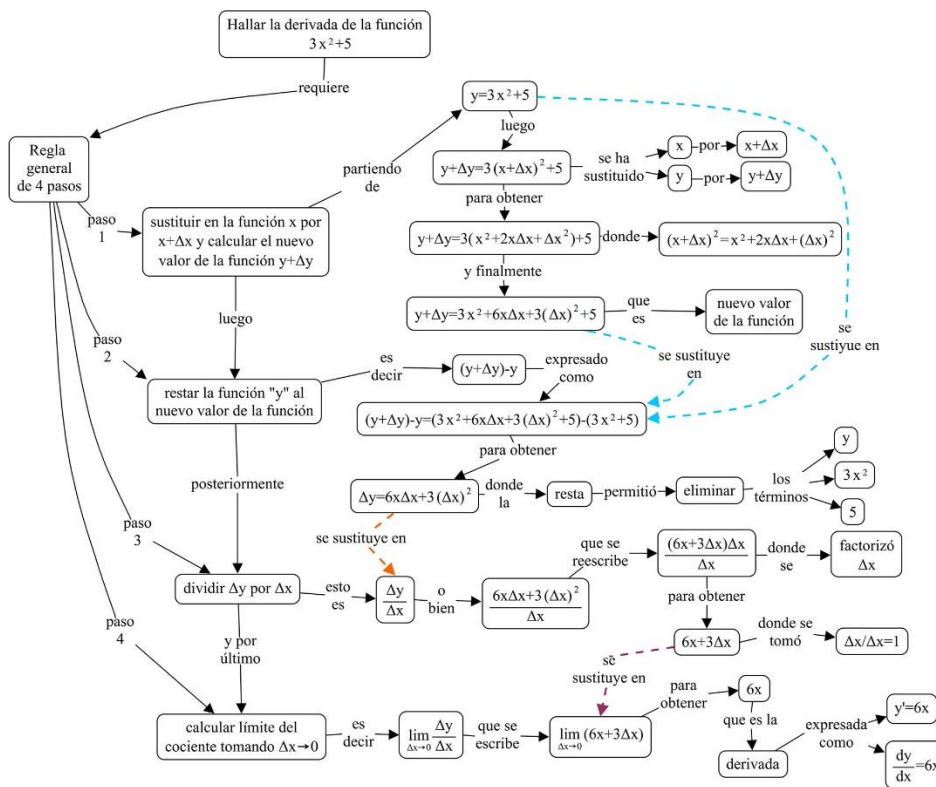 Hallar la derivada de la función
3x²+5
requiere
Regla
general
de 4 pasos
paso
1
sustituir en la función x por
x+Δx y calcular el nuevo
valor de la función y+Δy
partiendo
de
y=3x²+5
luego
y+Δy=3(x+Δx)²+5
se ha
sustituido
x
por
x+Δx
y
por
y+Δy
para obtener
y+Δy=3(x²+2xΔx+Δx²)+5
donde
(x+Δx)²=x²+2xΔx+(Δx)²
y finalmente
y+Δy=3x²+6xΔx+3(Δx)²+5
que
es
nuevo valor
de la función
se sustituye
en
se
sustiyue en
luego
paso
2
restar la función "y" al
nuevo valor de la función
es
decir
(y+Δy)-y
expresado
como
(y+Δy)-y=(3x²+6xΔx+3(Δx)²+5)-(3x²+5)
para obtener
Δy=6xΔx+3(Δx)²
donde
la
resta
permitió
eliminar
los
términos
y
3x²
5
posteriormente
paso
3
dividir Δy por Δx
se sustituye en
esto
es
Δy
Δx
o
bien
6xΔx+3(Δx)²
Δx
que se
reescribe
(6x+3Δx)Δx
Δx
donde
se
factorizó
Δx
para obtener
6x+3Δx
donde se
tomó
Δx/Δx=1
y por
último
paso
4
calcular límite del
cociente tomando Δx→0
es
decir
lim Δy
Δx→0 Δx
que se
escribe
se
sustituye en
lim (6x+3Δx)
Δx→0
para
obtener
6x
que es la
derivada
expresada
como
y'=6x
dy
dx =6x